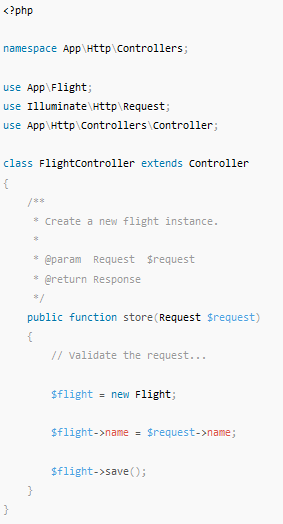 <?php
namespace App\Http\Controllers;
use App\Flight;
use Illuminate\Http\Request;
use App\Http\Controllers\Controller;
class FlightController extends Controller
{
    /**
     * Create a new flight instance.
     *
     * @param  Request  $request
     * @return Response
     */
    public function store(Request $request)
    {
        // Validate the request...
        $flight = new Flight;
        $flight->name = $request->name;
        $flight->save();
    }
}